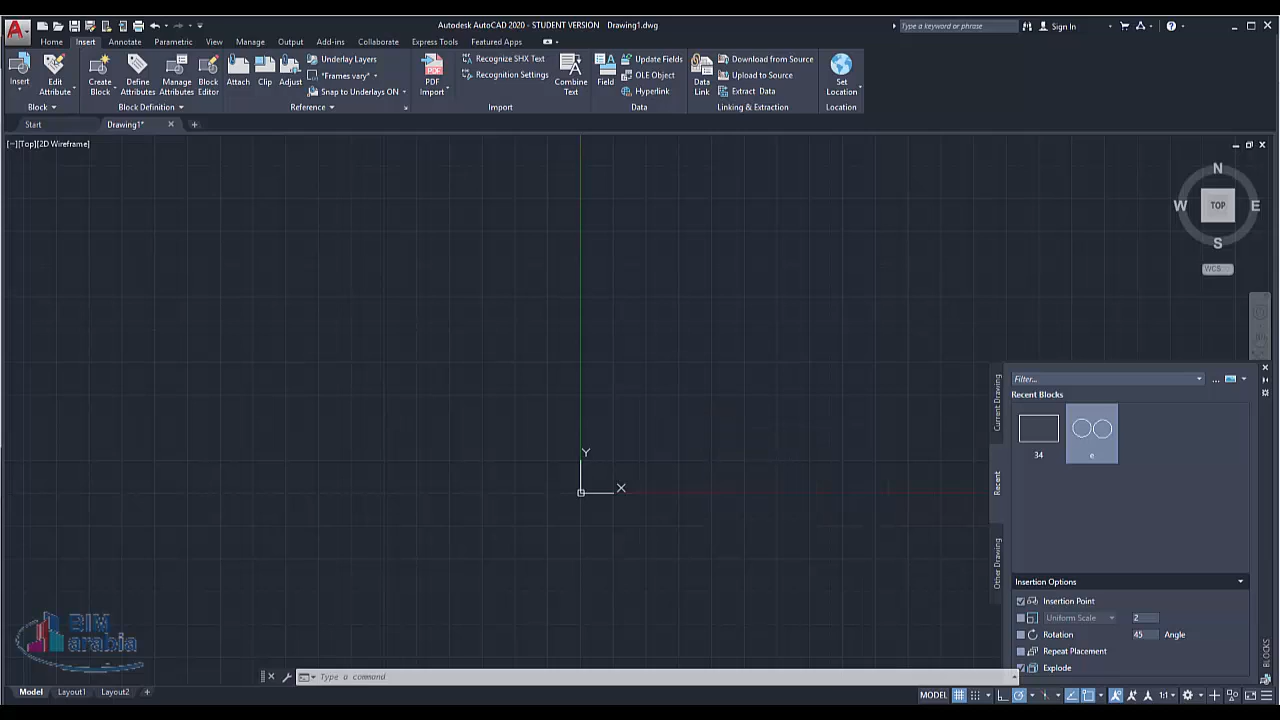 Autodesk AutoCAD 2020 - STUDENT VERSION Drawing1.dwg
Type a keyword or phrase
Sign In
Home Insert Annotate Parametric View Manage Output Add-ins Collaborate Express Tools Featured Apps
Insert
Edit Attribute
Create Block
Define Attributes
Manage Attributes
Block Editor
Attach
Clip
Adjust
Underlay Layers
*Frames vary*
Snap to Underlays ON
PDF Import
Recognize SHX Text
Recognition Settings
Combine Text
Field
Update Fields
OLE Object
Hyperlink
Data Link
Download from Source
Upload to Source
Extract Data
Set Location
Block
Block Definition
Reference
Import
Data
Linking & Extraction
Location
Start
Drawing1*
[−][Top][2D Wireframe]
N
W
TOP
E
S
WCS
Y
X
Filter...
Recent Blocks
34
e
Current Drawing
Recent
Other Drawing
Insertion Options
Insertion Point
Uniform Scale 2
Rotation 45 Angle
Repeat Placement
Explode
BLOCKS
BIM
arabia
Type a command
Model Layout1 Layout2
MODEL
1:1